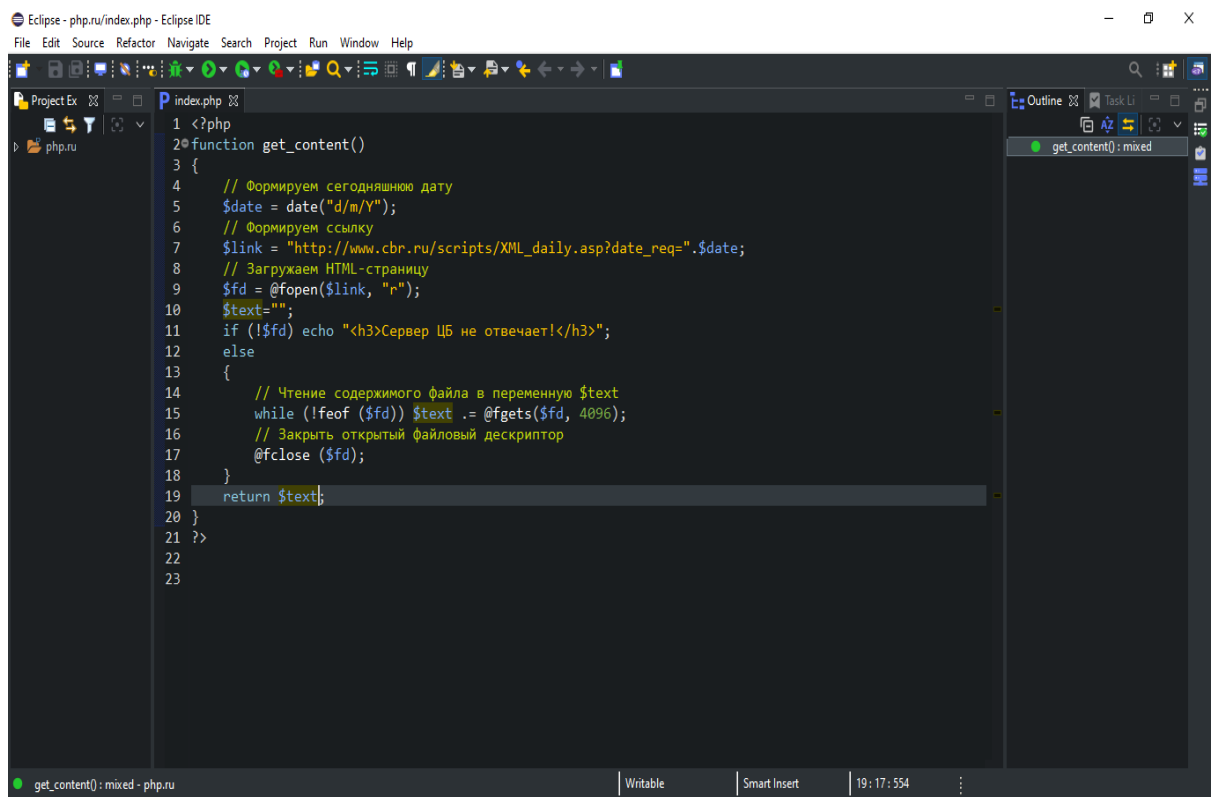 Eclipse - php.ru/index.php - Eclipse IDE
File Edit Source Refactor Navigate Search Project Run Window Help
Project Ex
index.php
Outline
Task Li
php.ru
get_content() : mixed
1 <?php
2 function get_content()
3 {
4 // Формируем сегодняшнюю дату
5 $date = date("d/m/Y");
6 // Формируем ссылку
7 $link = "http://www.cbr.ru/scripts/XML_daily.asp?date_req=".$date;
8 // Загружаем HTML-страницу
9 $fd = @fopen($link, "r");
10 $text="";
11 if (!$fd) echo "<h3>Сервер ЦБ не отвечает!</h3>";
12 else
13 {
14 // Чтение содержимого файла в переменную $text
15 while (!feof ($fd)) $text .= @fgets($fd, 4096);
16 // Закрыть открытый файловый дескриптор
17 @fclose ($fd);
18 }
19 return $text;
20 }
21 ?>
22
23
get_content() : mixed - php.ru
Writable
Smart Insert
19 : 17 : 554